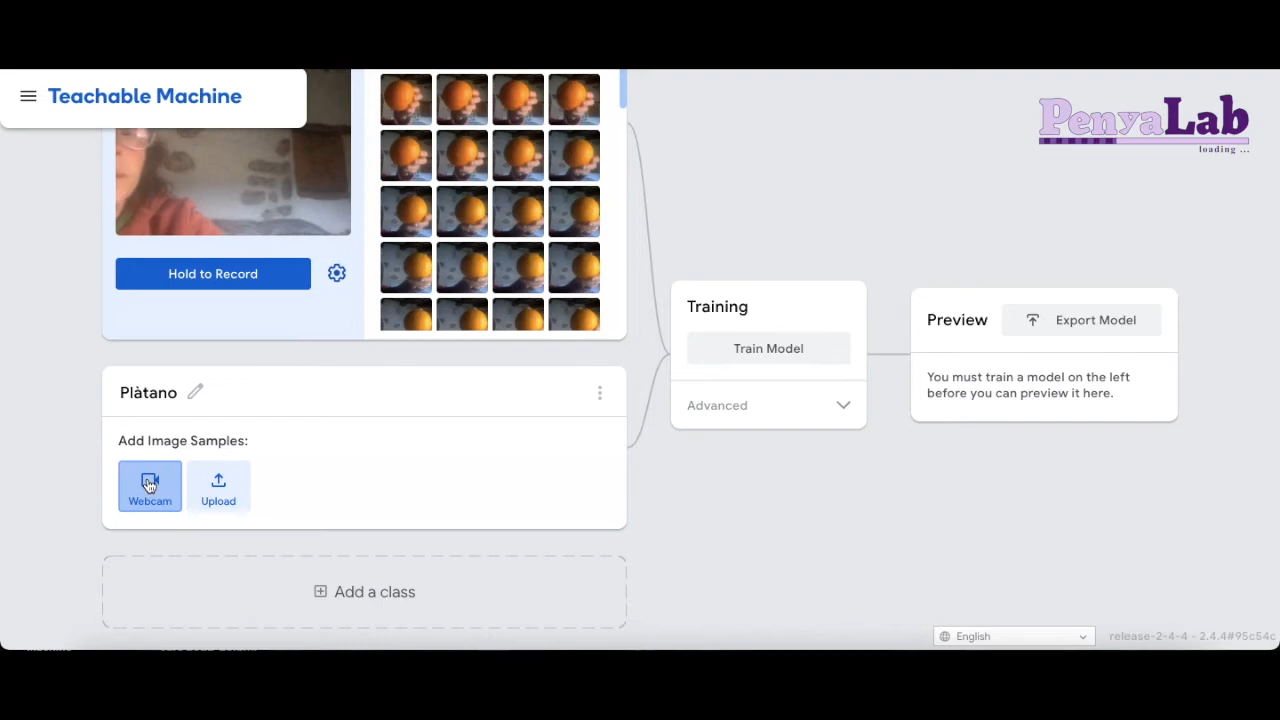 Teachable Machine
PenyaLab
loading ...
Hold to Record
Training
Train Model
Advanced
Preview
Export Model
You must train a model on the left
before you can preview it here.
Plàtano
Add Image Samples:
Webcam
Upload
Add a class
English
release-2-4-4 - 2.4.4#95c54c